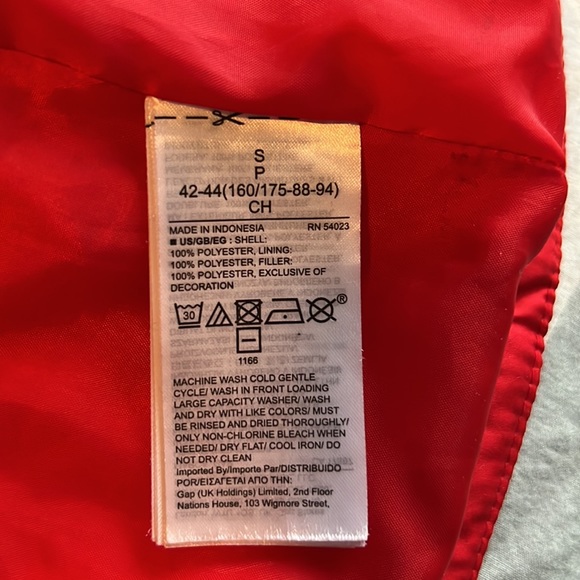 S
P
42-44(160/175-88-94)
CH
MADE IN INDONESIA RN 54023
■ US/GB/EG : SHELL:
100% POLYESTER, LINING:
100% POLYESTER, FILLER:
100% POLYESTER, EXCLUSIVE OF
DECORATION
30 ®
1166
MACHINE WASH COLD GENTLE
CYCLE/ WASH IN FRONT LOADING
LARGE CAPACITY WASHER/ WASH
AND DRY WITH LIKE COLORS/ MUST
BE RINSED AND DRIED THOROUGHLY/
ONLY NON-CHLORINE BLEACH WHEN
NEEDED/ DRY FLAT/ COOL IRON/ DO
NOT DRY CLEAN
Imported By/Importe Par/DISTRIBUIDO
POR/ΕΙΣΑΓΕΤΑΙ ΑΠΟ ΤΗΝ:
Gap (UK Holdings) Limited, 2nd Floor
Nations House, 103 Wigmore Street,